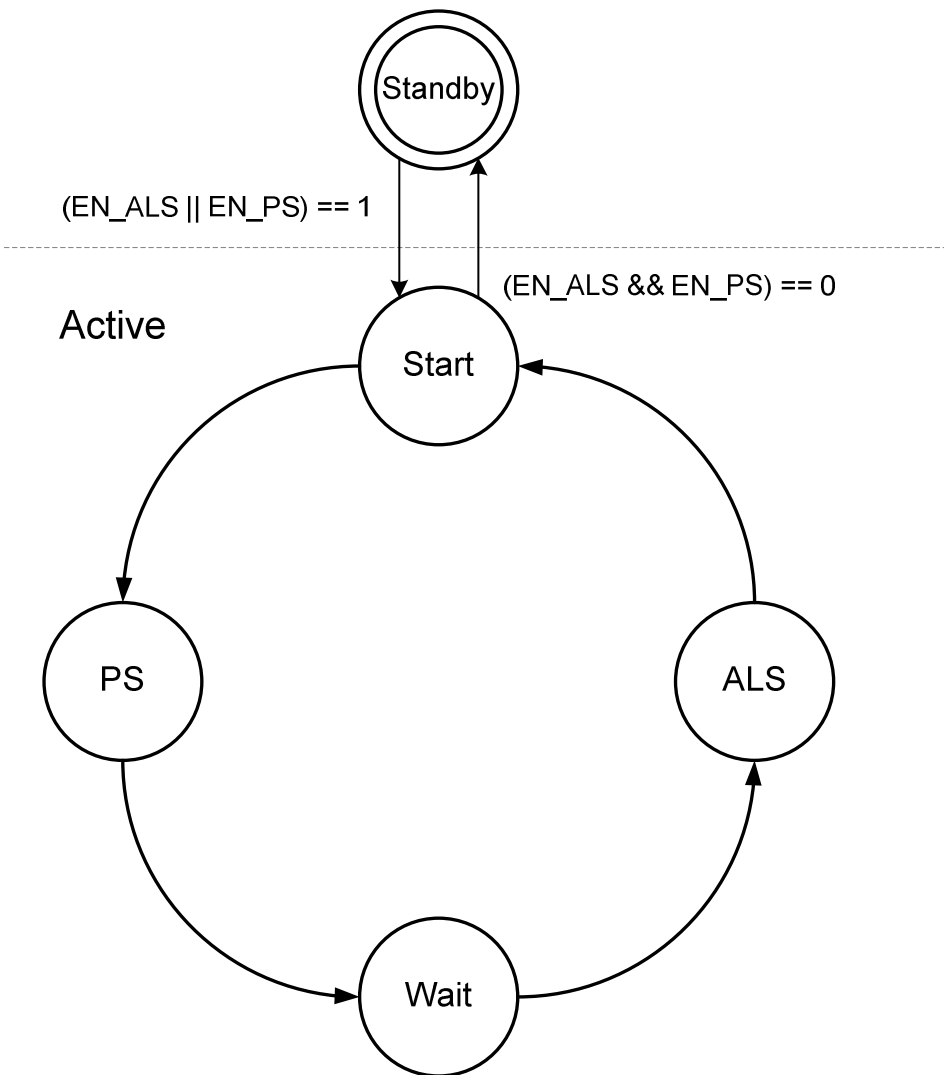 Standby
(EN_ALS || EN_PS) == 1
(EN_ALS && EN_PS) == 0
Active
Start
PS
ALS
Wait